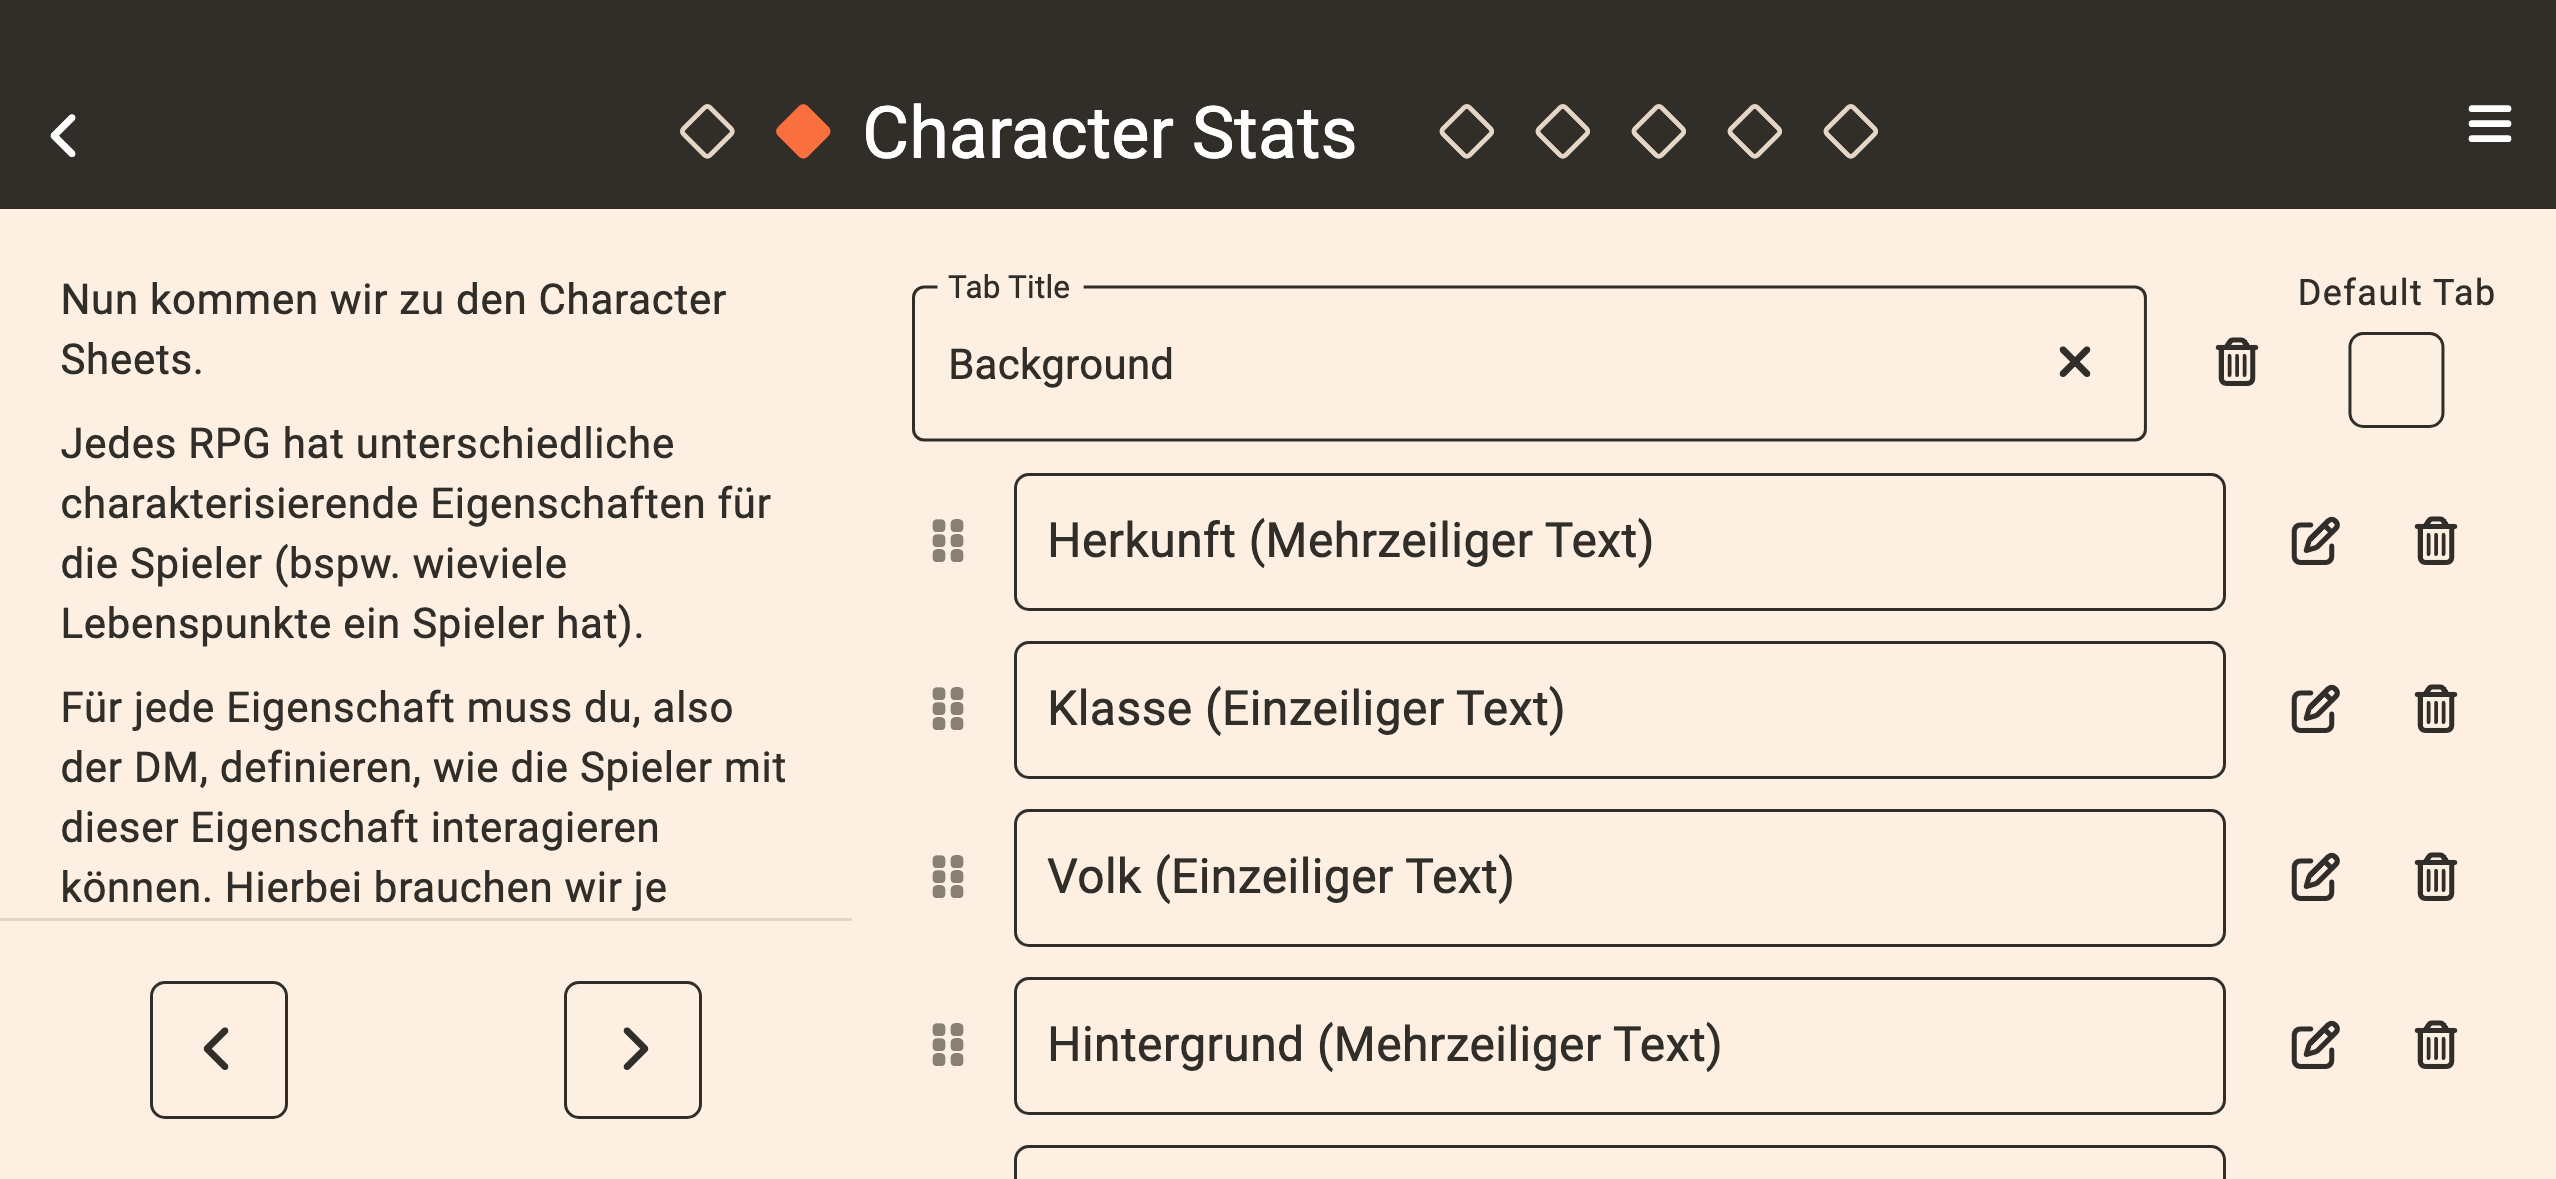 Character Stats
Nun kommen wir zu den Character
Sheets.
Jedes RPG hat unterschiedliche
charakterisierende Eigenschaften für
die Spieler (bspw. wieviele
Lebenspunkte ein Spieler hat).
Für jede Eigenschaft muss du, also
der DM, definieren, wie die Spieler mit
dieser Eigenschaft interagieren
können. Hierbei brauchen wir je
Tab Title
Background
Default Tab
Herkunft (Mehrzeiliger Text)
Klasse (Einzeiliger Text)
Volk (Einzeiliger Text)
Hintergrund (Mehrzeiliger Text)